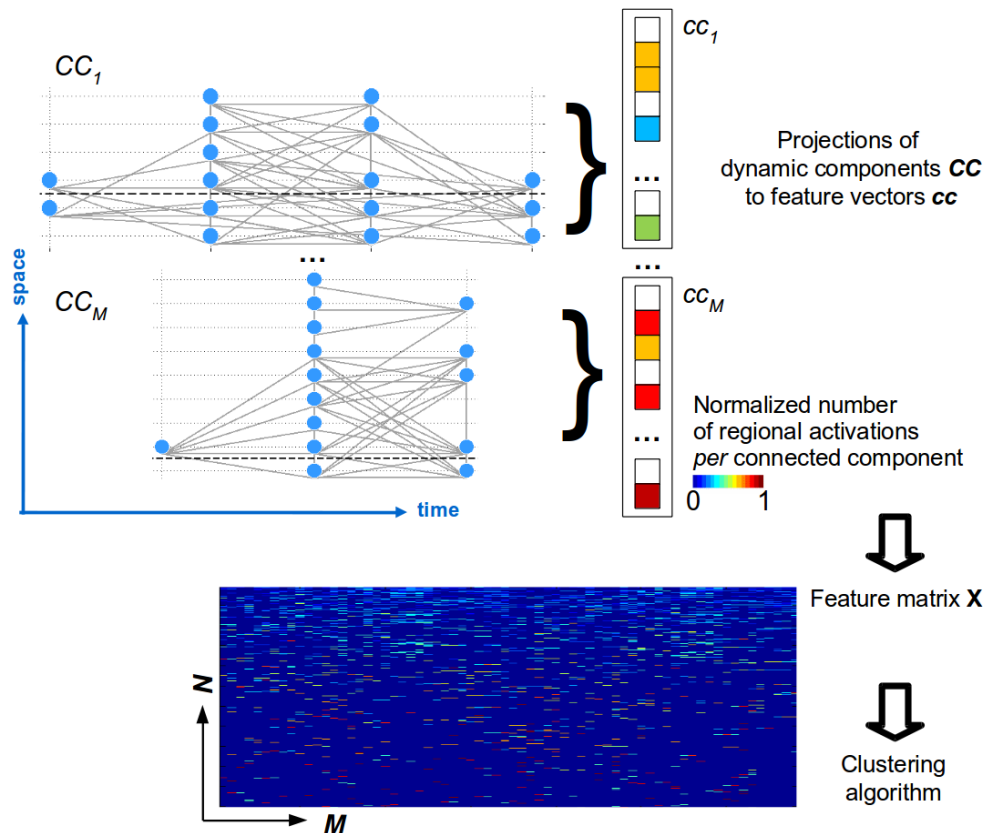 CC1
cc1
Projections of
dynamic components CC
to feature vectors cc
...
...
...
space
CCM
ccM
Normalized number
of regional activations
per connected component
...
0 1
time
Feature matrix X
N
M
Clustering
algorithm